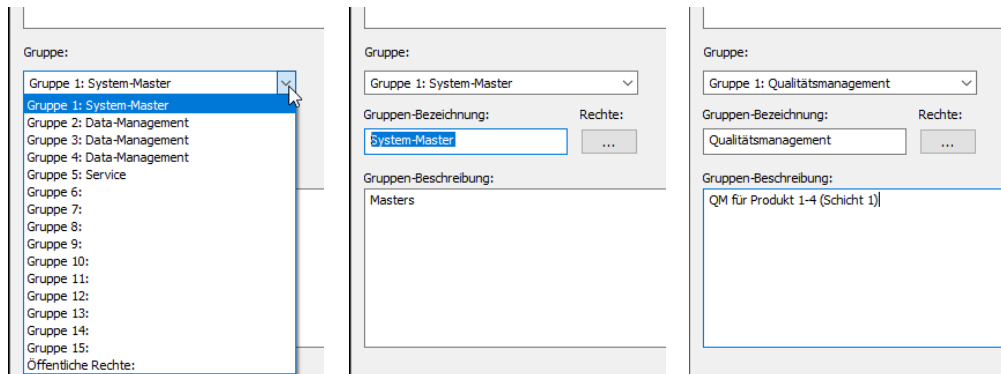 Gruppe:
Gruppe 1: System-Master
Gruppe 1: System-Master
Gruppe 2: Data-Management
Gruppe 3: Data-Management
Gruppe 4: Data-Management
Gruppe 5: Service
Gruppe 6:
Gruppe 7:
Gruppe 8:
Gruppe 9:
Gruppe 10:
Gruppe 11:
Gruppe 12:
Gruppe 13:
Gruppe 14:
Gruppe 15:
Öffentliche Rechte:
Gruppe:
Gruppe 1: System-Master
Gruppen-Bezeichnung: Rechte:
System-Master ...
Gruppen-Beschreibung:
Masters
Gruppe:
Gruppe 1: Qualitätsmanagement
Gruppen-Bezeichnung: Rechte:
Qualitätsmanagement ...
Gruppen-Beschreibung:
QM für Produkt 1-4 (Schicht 1)